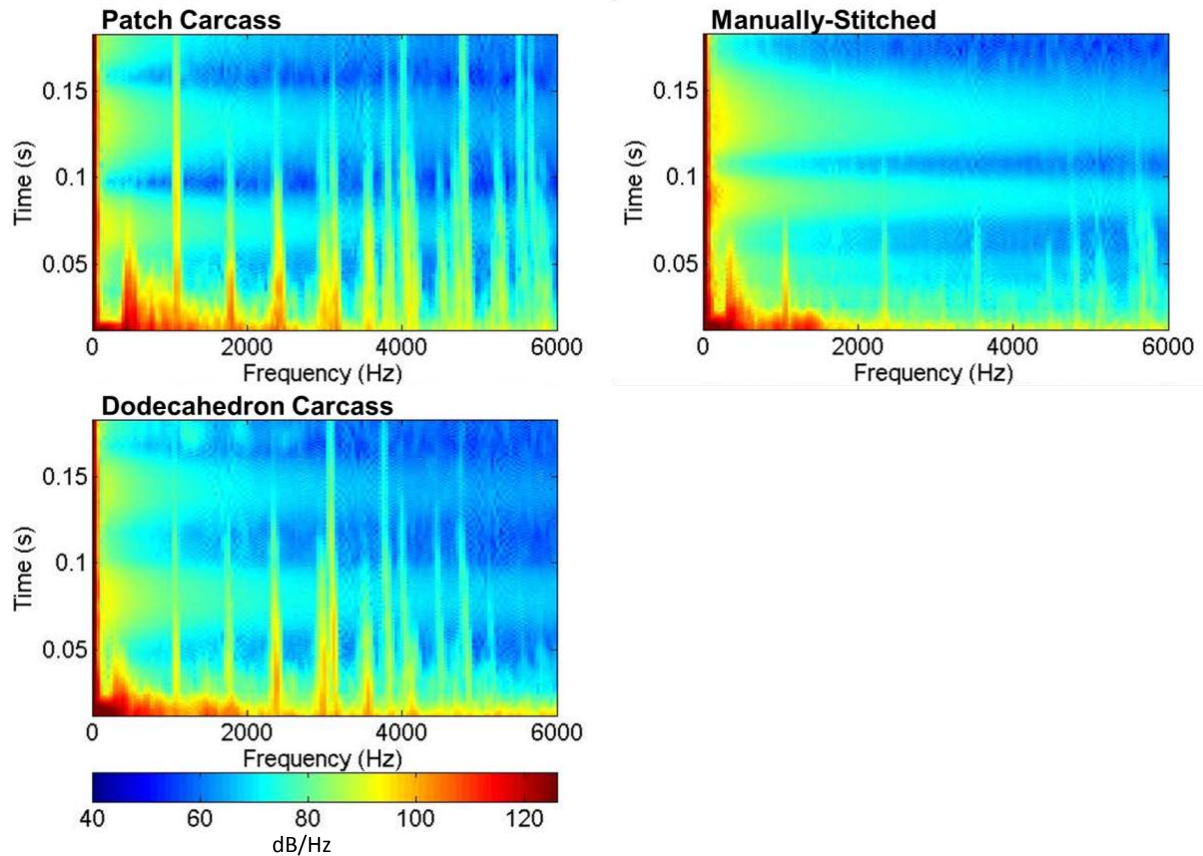 Patch Carcass
0.15
0.1
0.05
Time (s)
0 2000 4000 6000
Frequency (Hz)
Manually-Stitched
0.15
0.1
0.05
Time (s)
0 2000 4000 6000
Frequency (Hz)
Dodecahedron Carcass
0.15
0.1
0.05
Time (s)
0 2000 4000 6000
Frequency (Hz)
40 60 80 100 120
dB/Hz